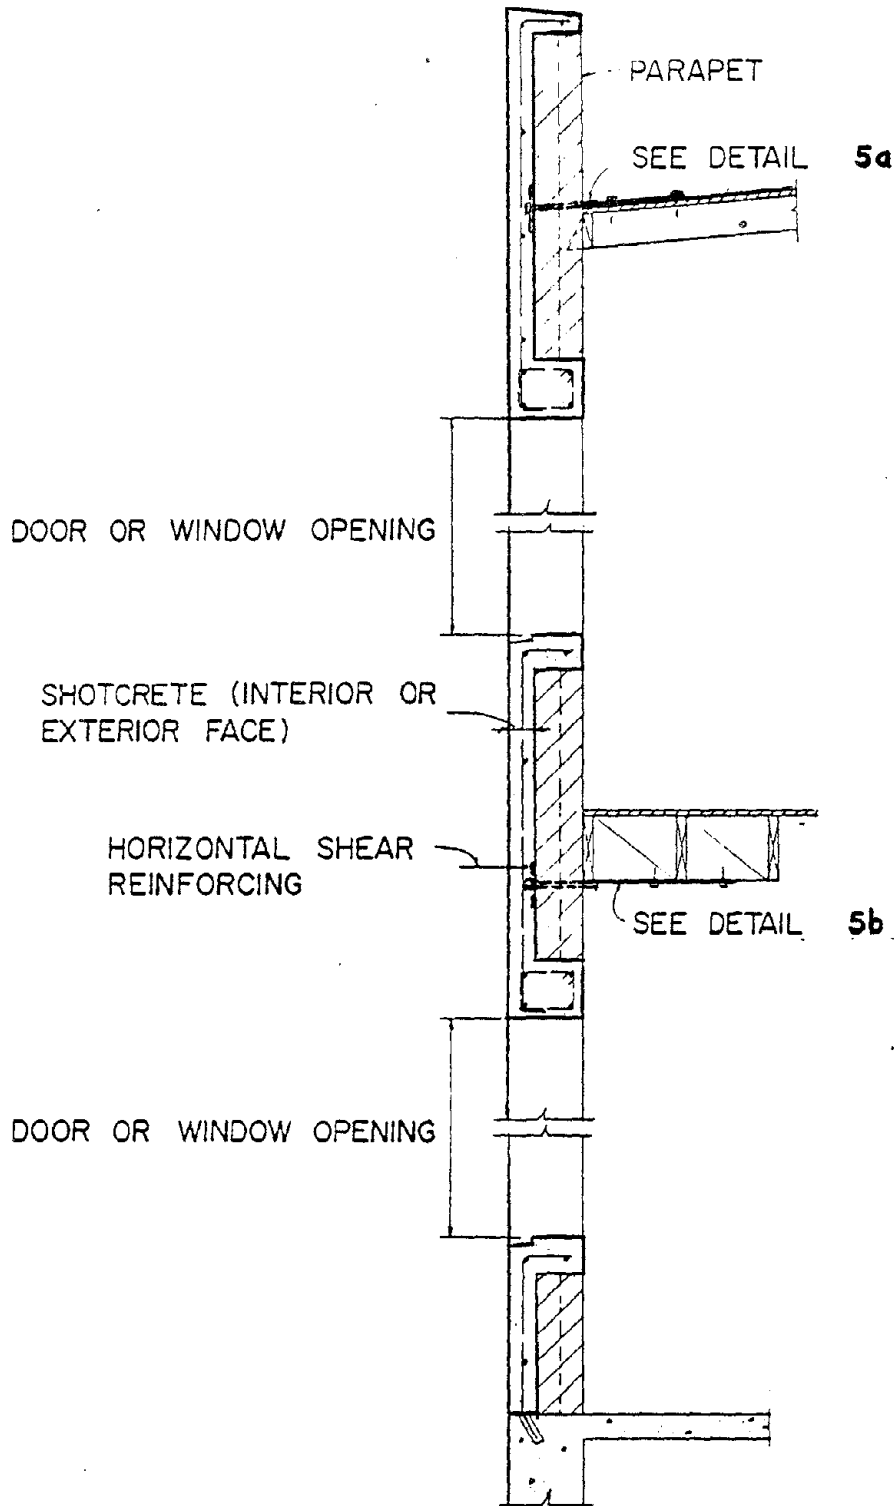 PARAPET
SEE DETAIL 5a
DOOR OR WINDOW OPENING
SHOTCRETE (INTERIOR OR
EXTERIOR FACE)
HORIZONTAL SHEAR
REINFORCING
SEE DETAIL 5b
DOOR OR WINDOW OPENING